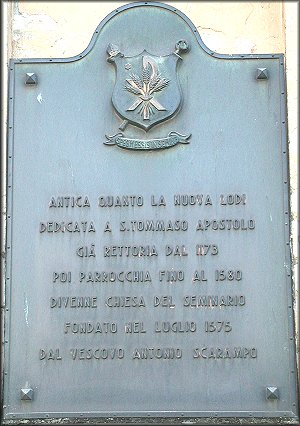 ANTICA QUANTO LA NUOVA LODI
DEDICATA A S.TOMMASO APOSTOLO
GIÁ RETTORIA DAL 1173
POI PARROCCHIA FINO AL 1580
DIVENNE CHIESA DEL SEMINARIO
FONDATO NEL LUGLIO 1575
DAL VESCOVO ANTONIO SCARAMPO